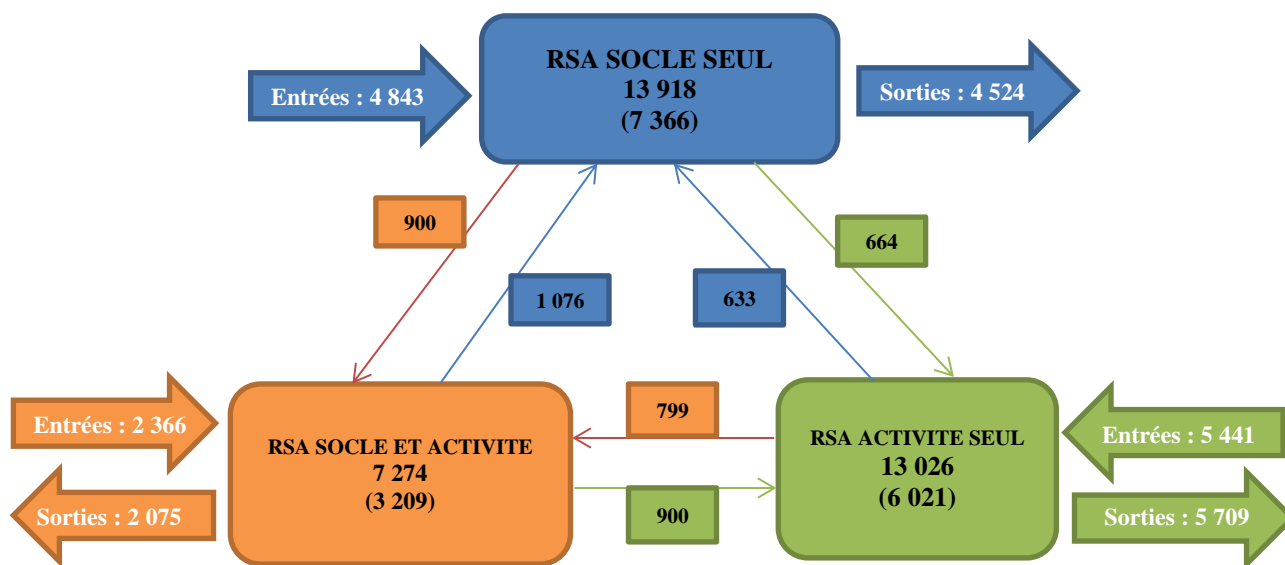 RSA SOCLE SEUL
13 918
(7 366)
Entrées : 4 843
Sorties : 4 524
900
664
1 076
633
Entrées : 2 366
Sorties : 2 075
RSA SOCLE ET ACTIVITE
7 274
(3 209)
799
900
RSA ACTIVITE SEUL
13 026
(6 021)
Entrées : 5 441
Sorties : 5 709